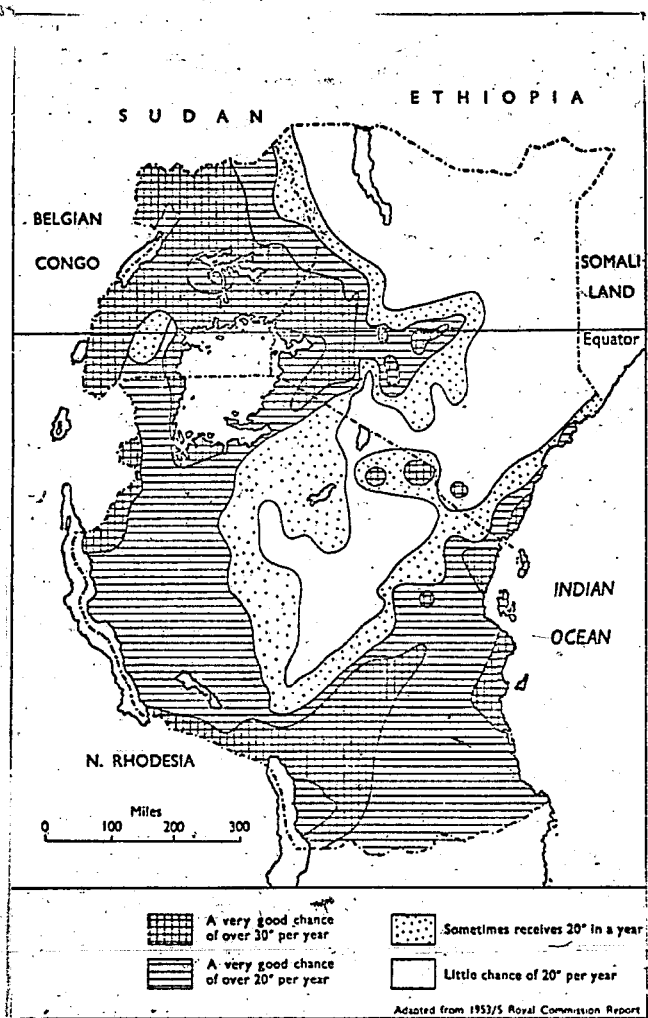 ETHIOPIA
SUDAN
BELGIAN
CONGO
SOMALI
LAND
Equator
INDIAN
OCEAN
N. RHODESIA
Miles
0 100 200 300
A very good chance
of over 30" per year
Sometimes receives 20" in a year
A very good chance
of over 20" per year
Little chance of 20" per year
Adapted from 1953/5 Royal Commission Report